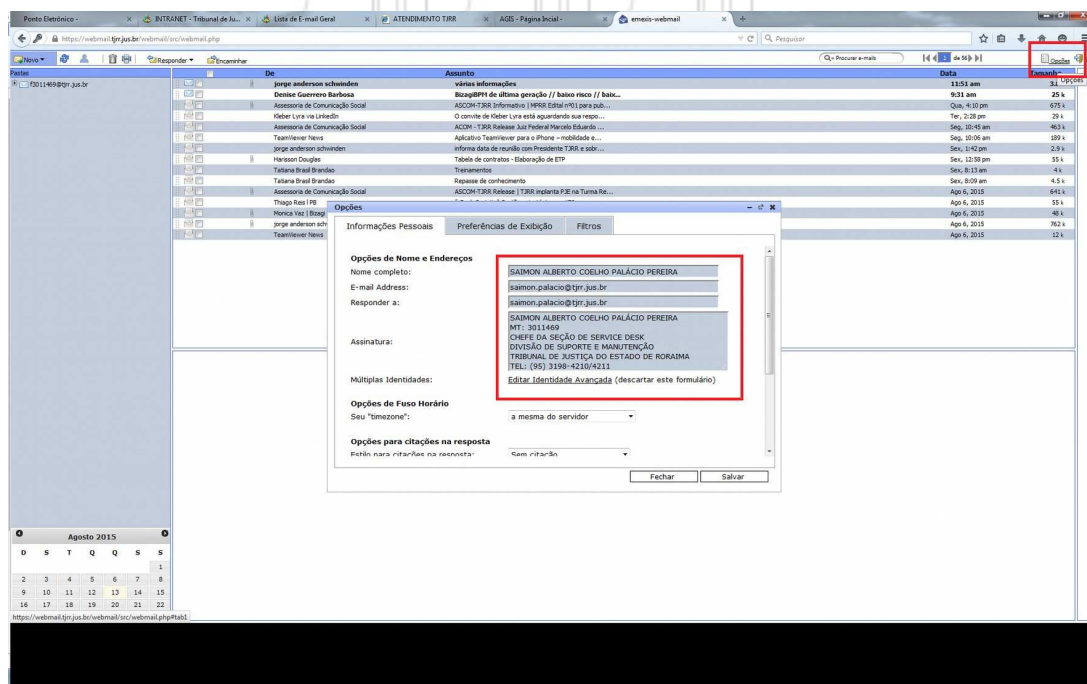 Ponto Eletrônico -
INTRANET - Tribunal de Ju...
Lista de E-mail Geral
ATENDIMENTO TJRR
AGIS - Página Incial -
emexis-webmail
https://webmail.tjrr.jus.br/webmail/src/webmail.php
Pesquisar
Novo
Responder
Encaminhar
Procurar e-mails
1 de 56
Opções
Opções
Pastas
De
Assunto
Data
Tamanho
f3011469@tjrr.jus.br
jorge anderson schwinden várias informações 11:51 am
Denise Guerrero Barbosa BizagiBPM de última geração // baixo risco // baix... 9:31 am 25 k
Assessoria de Comunicação Social ASCOM-TJRR Informativo | MPRR Edital nº01 para pub... Qua, 4:10 pm 675 k
Kleber Lyra via LinkedIn O convite de Kleber Lyra está aguardando sua respo... Ter, 2:28 pm 29 k
Assessoria de Comunicação Social ACOM - TJRR Release Juiz Federal Marcelo Eduardo ... Seg, 10:45 am 463 k
TeamViewer News Aplicativo TeamViewer para o iPhone – mobilidade e... Seg, 10:06 am 189 k
jorge anderson schwinden informa data de reunião com Presidente TJRR e sobr... Sex, 1:42 pm 2.9 k
Harisson Douglas Tabela de contratos - Elaboração de ETP Sex, 12:58 pm 55 k
Tatiana Brasil Brandao Treinamentos Sex, 8:13 am 4 k
Tatiana Brasil Brandao Repasse de conhecimento Sex, 8:09 am 4.5 k
Assessoria de Comunicação Social ASCOM-TJRR Release | TJRR implanta PJE na Turma Re... Ago 6, 2015 641 k
Thiago Reis | PB Ago 6, 2015 55 k
Monica Vaz | Bizagi Ago 6, 2015 48 k
jorge anderson sch Ago 6, 2015 762 k
TeamViewer News Ago 6, 2015 12 k
Opções
Informações Pessoais
Preferências de Exibição
Filtros
Opções de Nome e Endereços
Nome completo: SAIMON ALBERTO COELHO PALÁCIO PEREIRA
E-mail Address: saimon.palacio@tjrr.jus.br
Responder a: saimon.palacio@tjrr.jus.br
Assinatura:
SAIMON ALBERTO COELHO PALÁCIO PEREIRA
MT: 3011469
CHEFE DA SEÇÃO DE SERVICE DESK
DIVISÃO DE SUPORTE E MANUTENÇÃO
TRIBUNAL DE JUSTIÇA DO ESTADO DE RORAIMA
TEL: (95) 3198-4210/4211
Múltiplas Identidades: Editar Identidade Avançada (descartar este formulário)
Opções de Fuso Horário
Seu "timezone": a mesma do servidor
Opções para citações na resposta
Estilo para citações na resposta: Sem citação
Fechar
Salvar
Agosto 2015
D S T Q Q S S
1
2 3 4 5 6 7 8
9 10 11 12 13 14 15
16 17 18 19 20 21 22
https://webmail.tjrr.jus.br/webmail/src/webmail.php#tab1